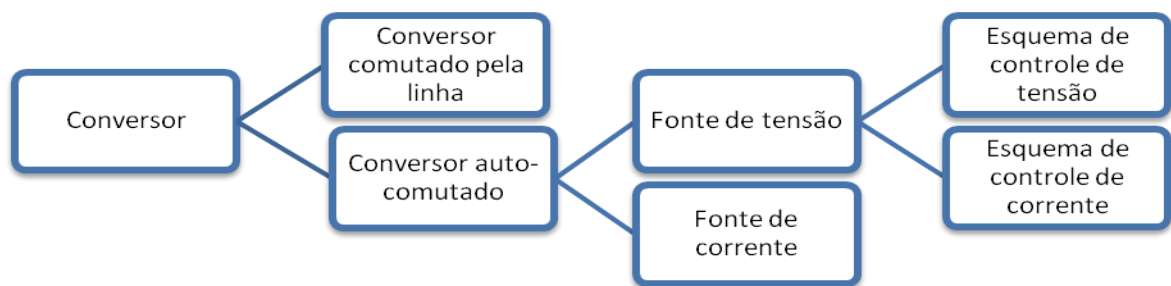 Conversor
Conversor
comutado pela
linha
Conversor auto-
comutado
Fonte de tensão
Fonte de
corrente
Esquema de
controle de
tensão
Esquema de
controle de
corrente